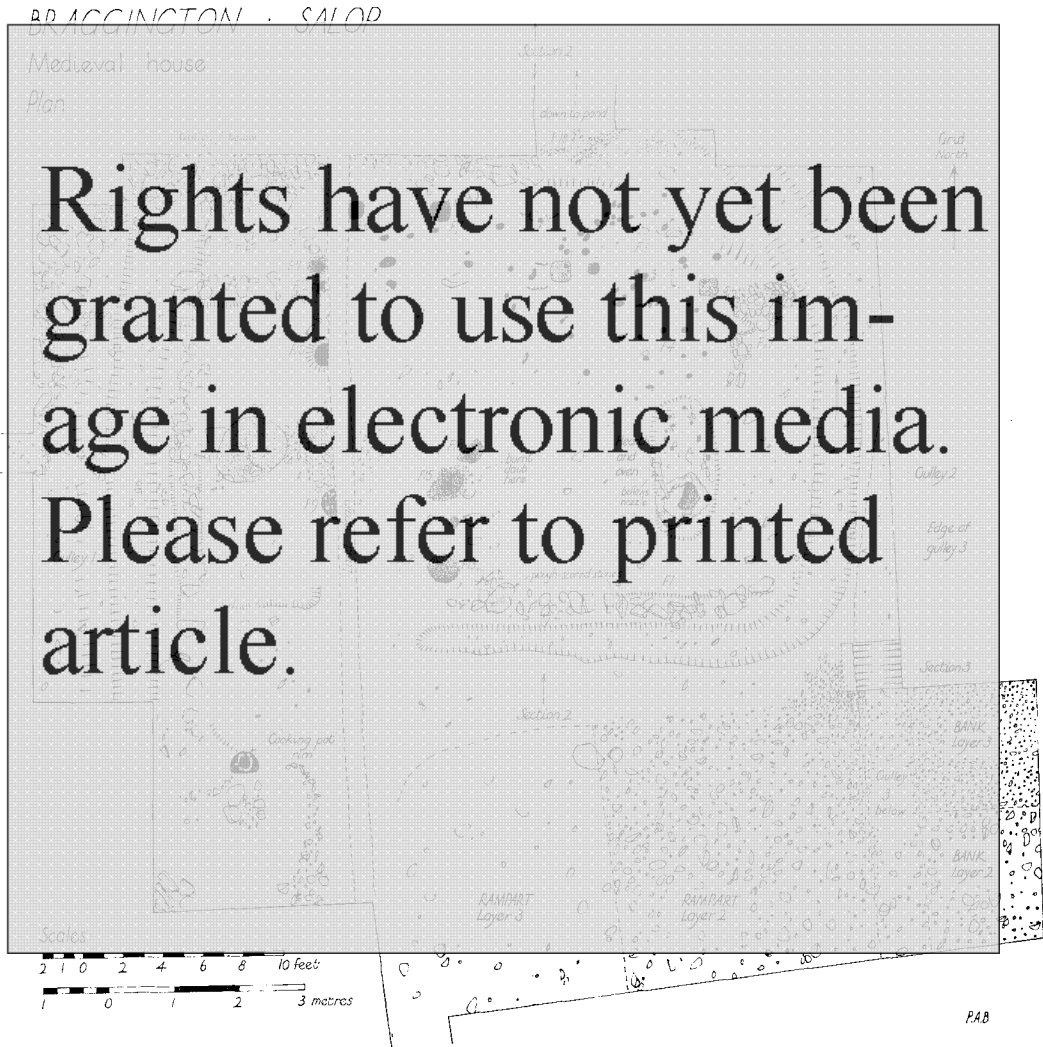 BRAGGINGTON · SALOP
Medieval house
Plan
Section 2
down to pond
Grid
North
Rights have not yet been
granted to use this im-
age in electronic media.
Please refer to printed
article.
Gulley 2
Edge of
gulley 3
Section 3
Section 2
Cooking pot
BANK
Layer 3
Gulley
3
below
BANK
Layer 2
RAMPART
Layer 3
RAMPART
Layer 2
Scales
2 1 0 2 4 6 8 10 feet
1 0 1 2 3 metres
P.A.B